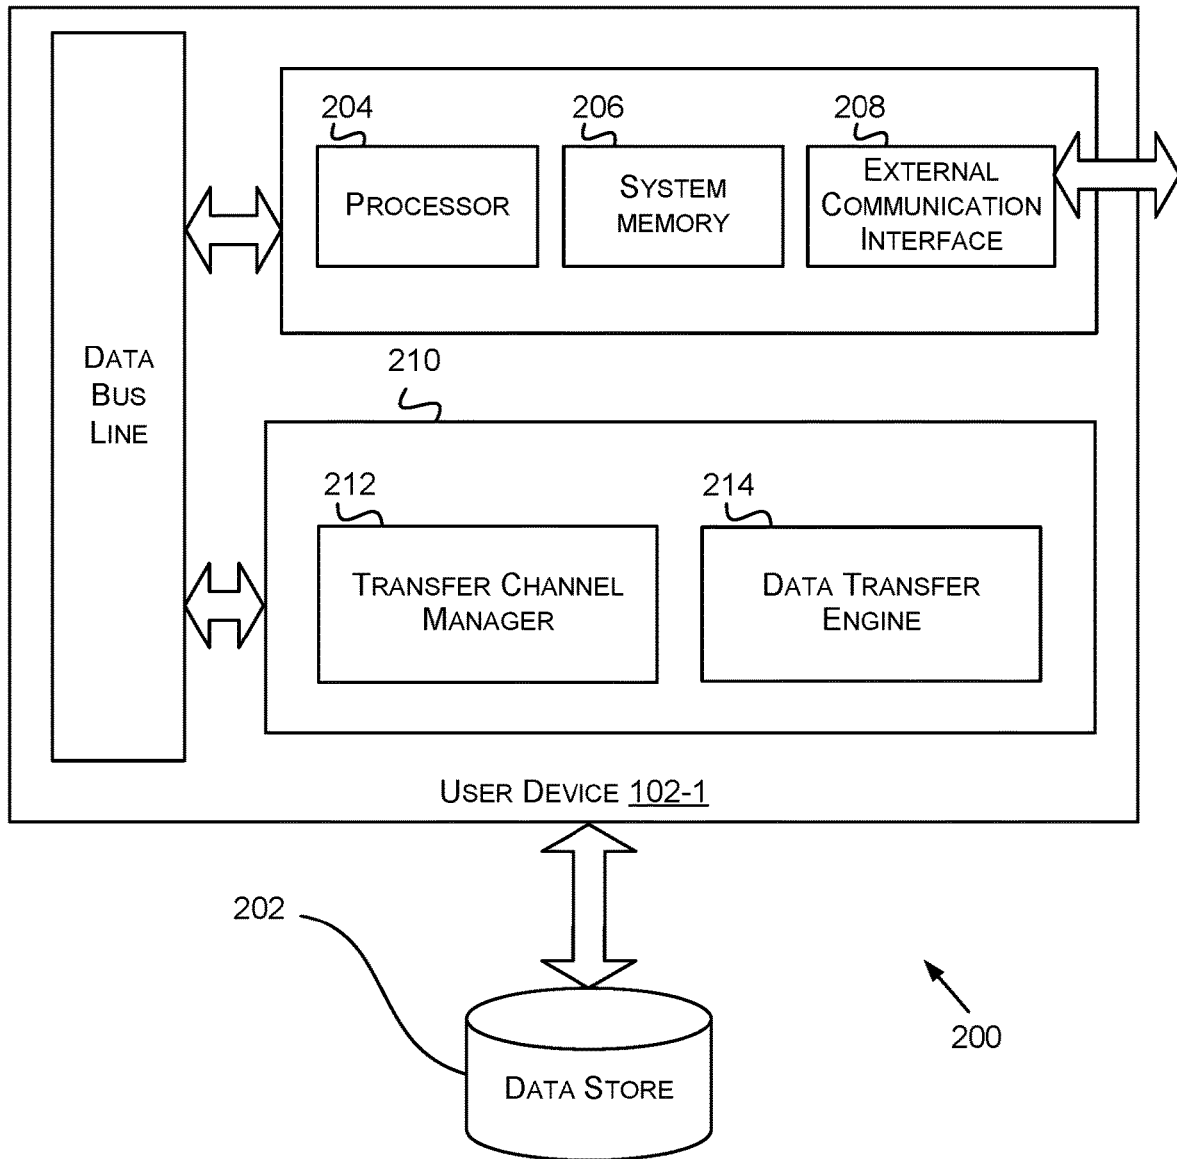 204
206
208
PROCESSOR
SYSTEM
MEMORY
EXTERNAL
COMMUNICATION
INTERFACE
DATA
BUS
LINE
210
212
214
TRANSFER CHANNEL
MANAGER
DATA TRANSFER
ENGINE
USER DEVICE 102-1
202
200
DATA STORE